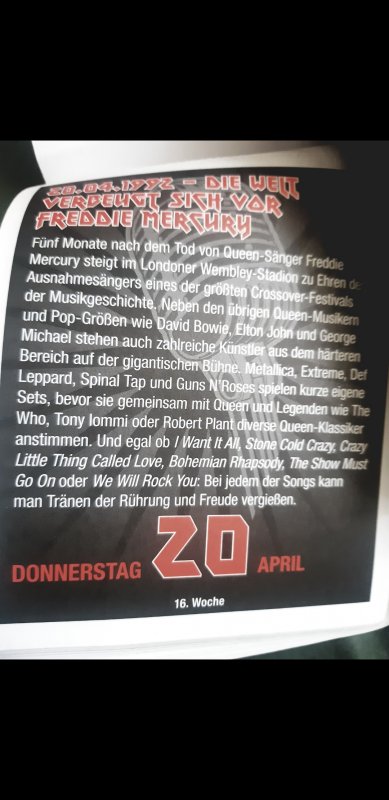 20.04.1992 – DIE WELT
VERBEUGT SICH VOR
FREDDIE MERCURY
Fünf Monate nach dem Tod von Queen-Sänger Freddie
Mercury steigt im Londoner Wembley-Stadion zu Ehren de
Ausnahmesängers eines der größten Crossover-Festivals
der Musikgeschichte. Neben den übrigen Queen-Musikern
und Pop-Größen wie David Bowie, Elton John und George
Michael stehen auch zahlreiche Künstler aus dem härteren
Bereich auf der gigantischen Bühne. Metallica, Extreme, Def
Leppard, Spinal Tap und Guns N'Roses spielen kurze eigene
Sets, bevor sie gemeinsam mit Queen und Legenden wie The
Who, Tony Iommi oder Robert Plant diverse Queen-Klassiker
anstimmen. Und egal ob I Want It All, Stone Cold Crazy, Crazy
Little Thing Called Love, Bohemian Rhapsody, The Show Must
Go On oder We Will Rock You: Bei jedem der Songs kann
man Tränen der Rührung und Freude vergießen.
DONNERSTAG 20 APRIL
16. Woche